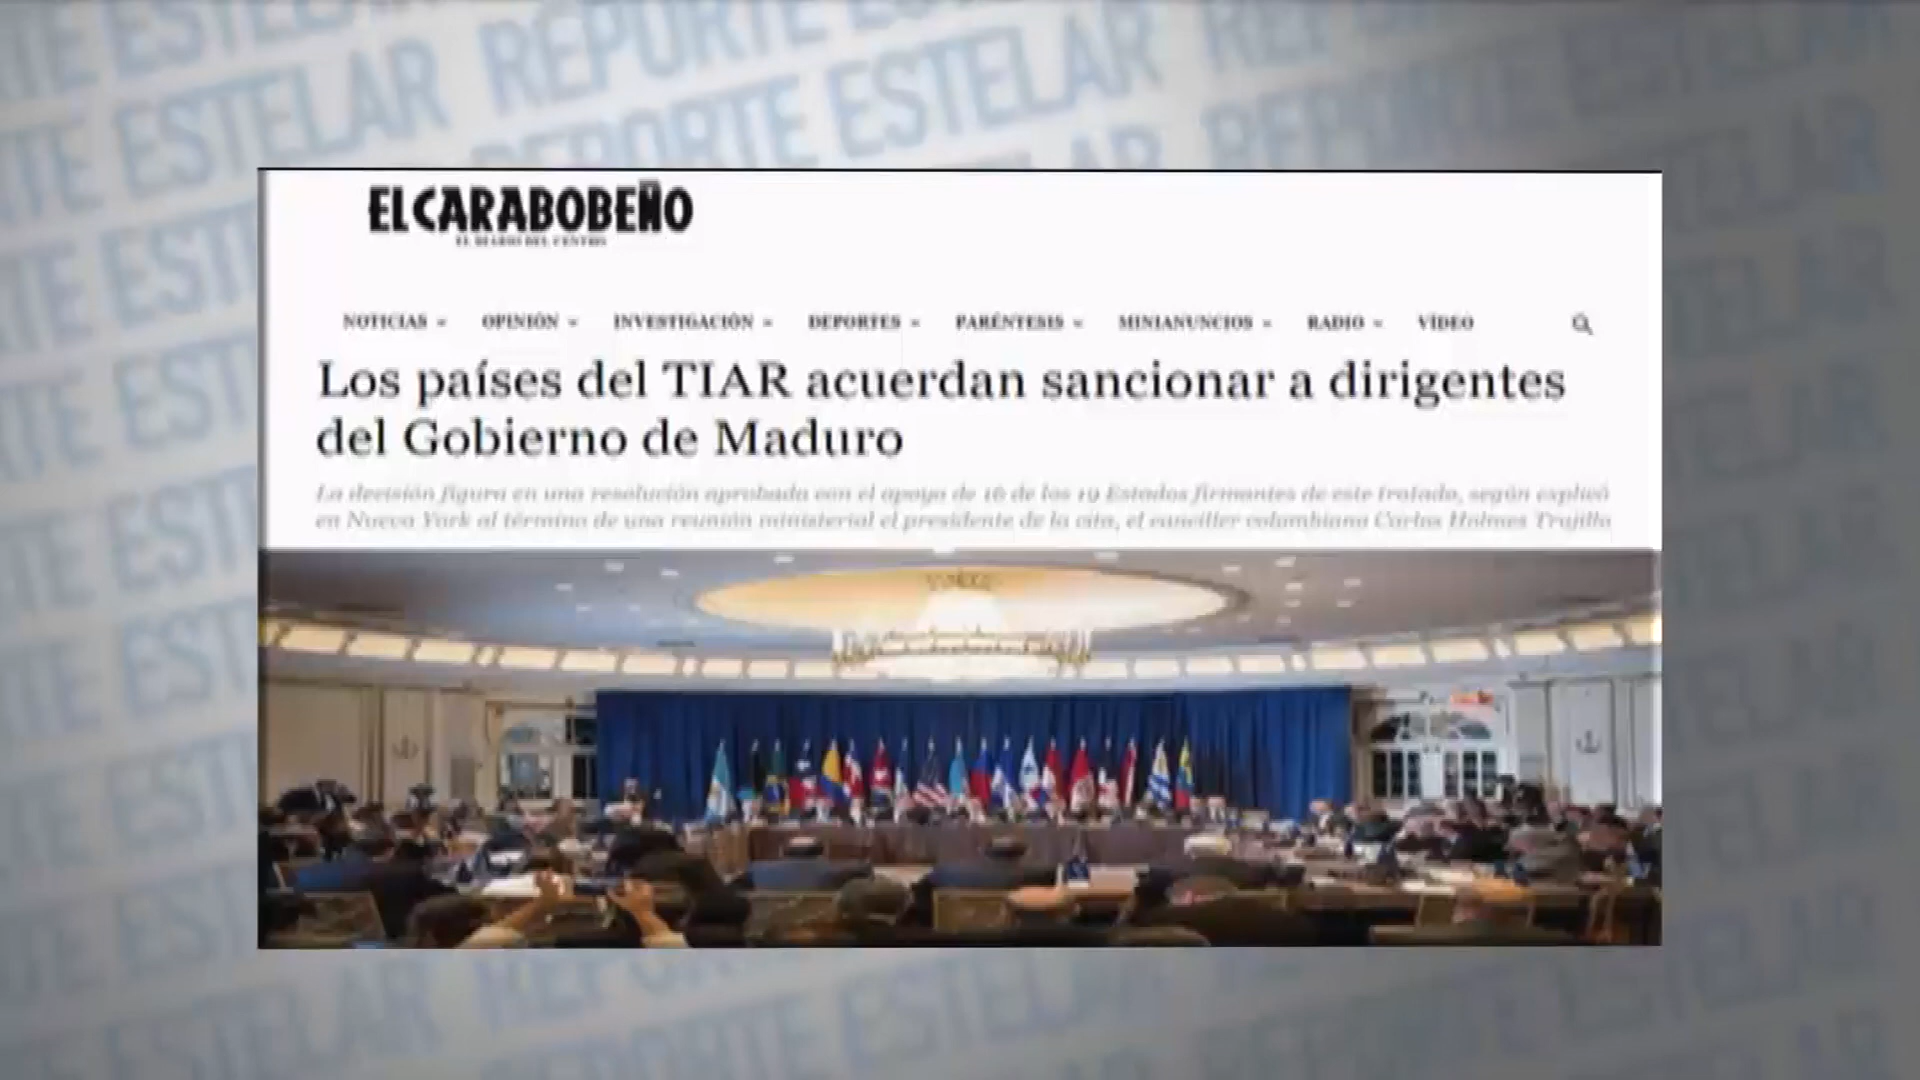 REPORTE ESTELAR
EL CARABOBEÑO
EL DIARIO DEL CENTRO
NOTICIAS OPINIÓN INVESTIGACIÓN DEPORTES PARÉNTESIS MINIANUNCIOS RADIO VÍDEO
Los países del TIAR acuerdan sancionar a dirigentes
del Gobierno de Maduro
La decisión figura en una resolución aprobada con el apoyo de 16 de los 19 Estados firmantes de este tratado, según explicó
en Nueva York al término de una reunión ministerial el presidente de la cita, el canciller colombiano Carlos Holmes Trujillo